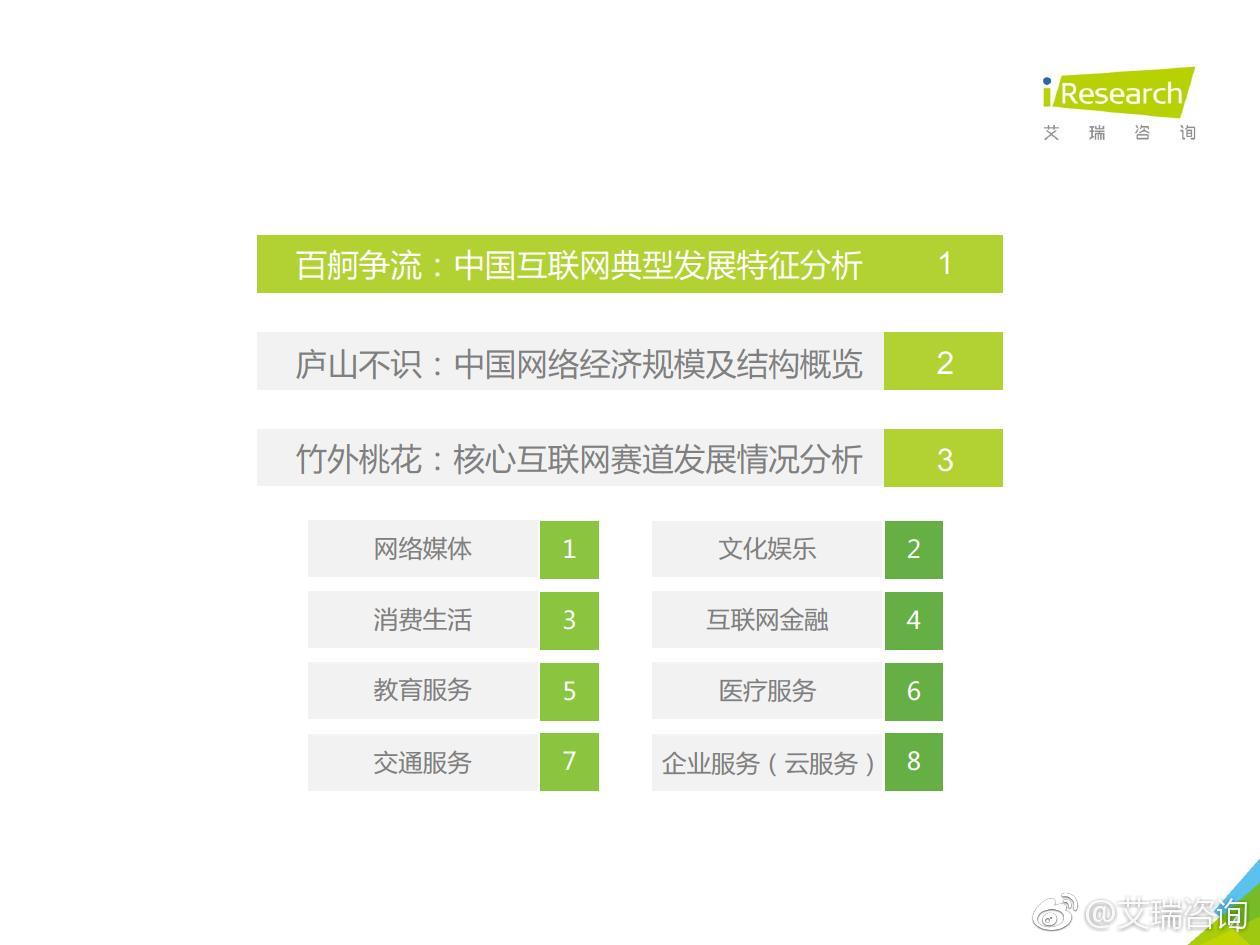 iResearch
艾瑞咨询
百舸争流：中国互联网典型发展特征分析 1
庐山不识：中国网络经济规模及结构概览 2
竹外桃花：核心互联网赛道发展情况分析 3
网络媒体 1 文化娱乐 2
消费生活 3 互联网金融 4
教育服务 5 医疗服务 6
交通服务 7 企业服务（云服务） 8
@艾瑞咨询